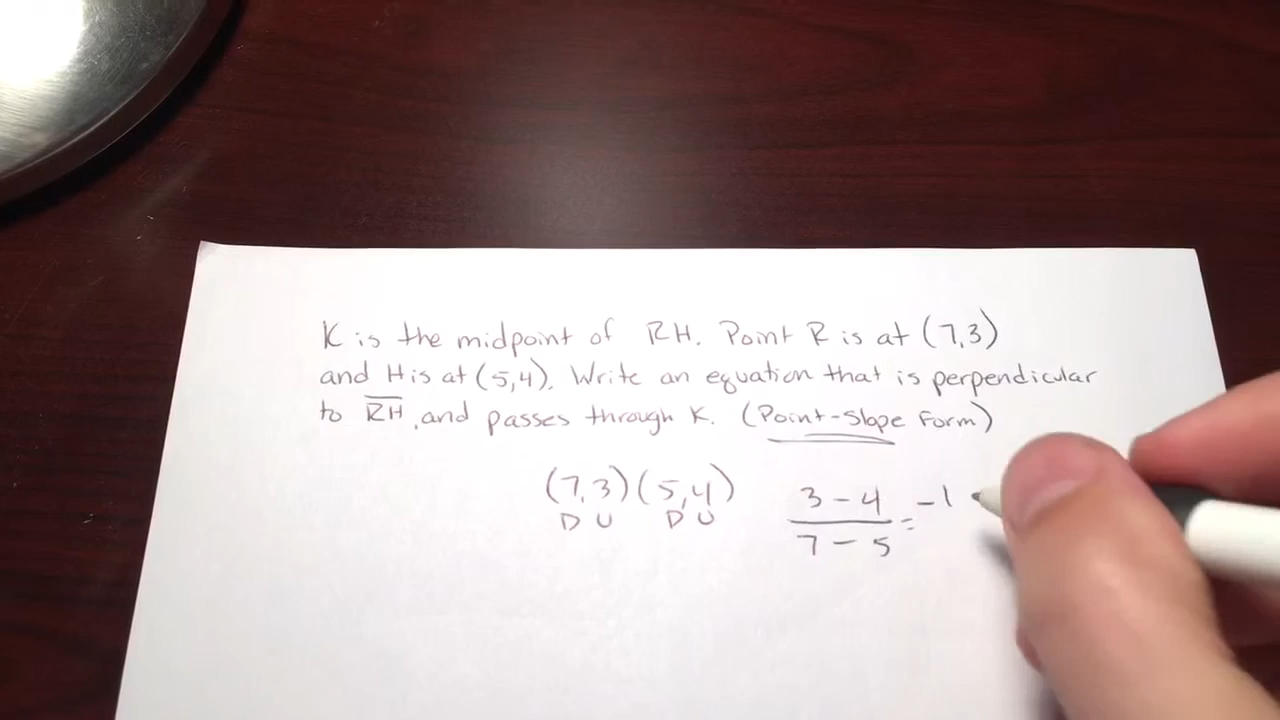 K is the midpoint of RH. Point R is at (7,3)
and H is at (5,4). Write an equation that is perpendicular
to RH, and passes through K. (Point-Slope Form)
(7,3) (5,4) 3-4
D U D U 7-5 = -1